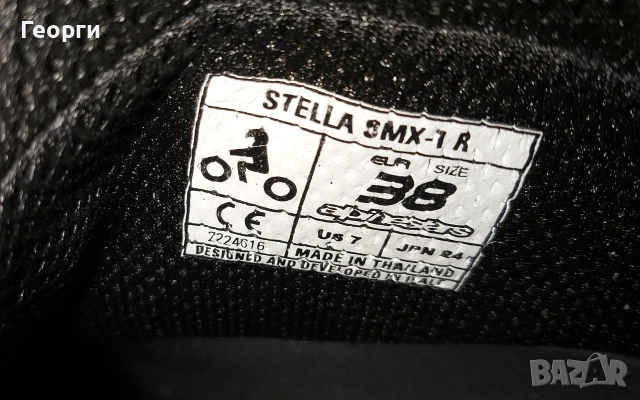 Георги
STELLA SMX-1 R
EUR SIZE
38
alpinestars
CE
US 7 JPN 24
7224616
MADE IN THAILAND
DESIGNED AND DEVELOPED IN ITALY
BAZAR